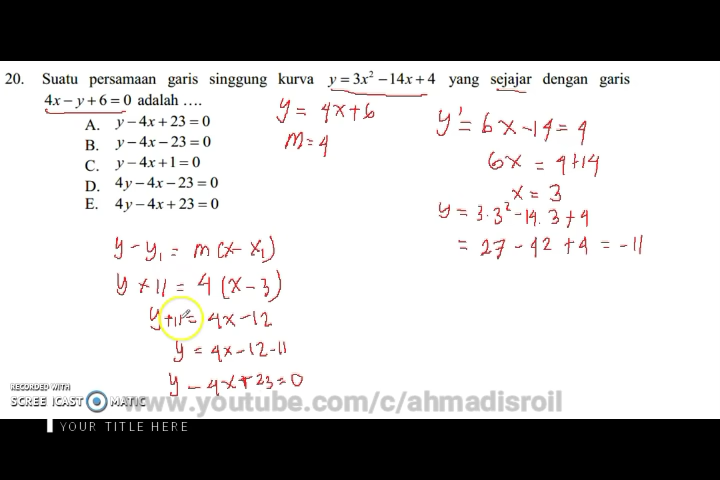 20. Suatu persamaan garis singgung kurva y = 3x² − 14x + 4 yang sejajar dengan garis
4x − y + 6 = 0 adalah ….
A. y − 4x + 23 = 0
B. y − 4x − 23 = 0
C. y − 4x + 1 = 0
D. 4y − 4x − 23 = 0
E. 4y − 4x + 23 = 0
y = 4x + 6
m = 4
y' = 6x − 14 = 4
6x = 4 + 14
x = 3
y = 3.3² − 14.3 + 4
= 27 − 42 + 4 = −11
y − y₁ = m(x − x₁)
y + 11 = 4(x − 3)
y + 11 = 4x − 12
y = 4x − 12 − 11
y − 4x + 23 = 0
RECORDED WITH
SCREENCAST MATIC
www.youtube.com/c/ahmadisroil
YOUR TITLE HERE